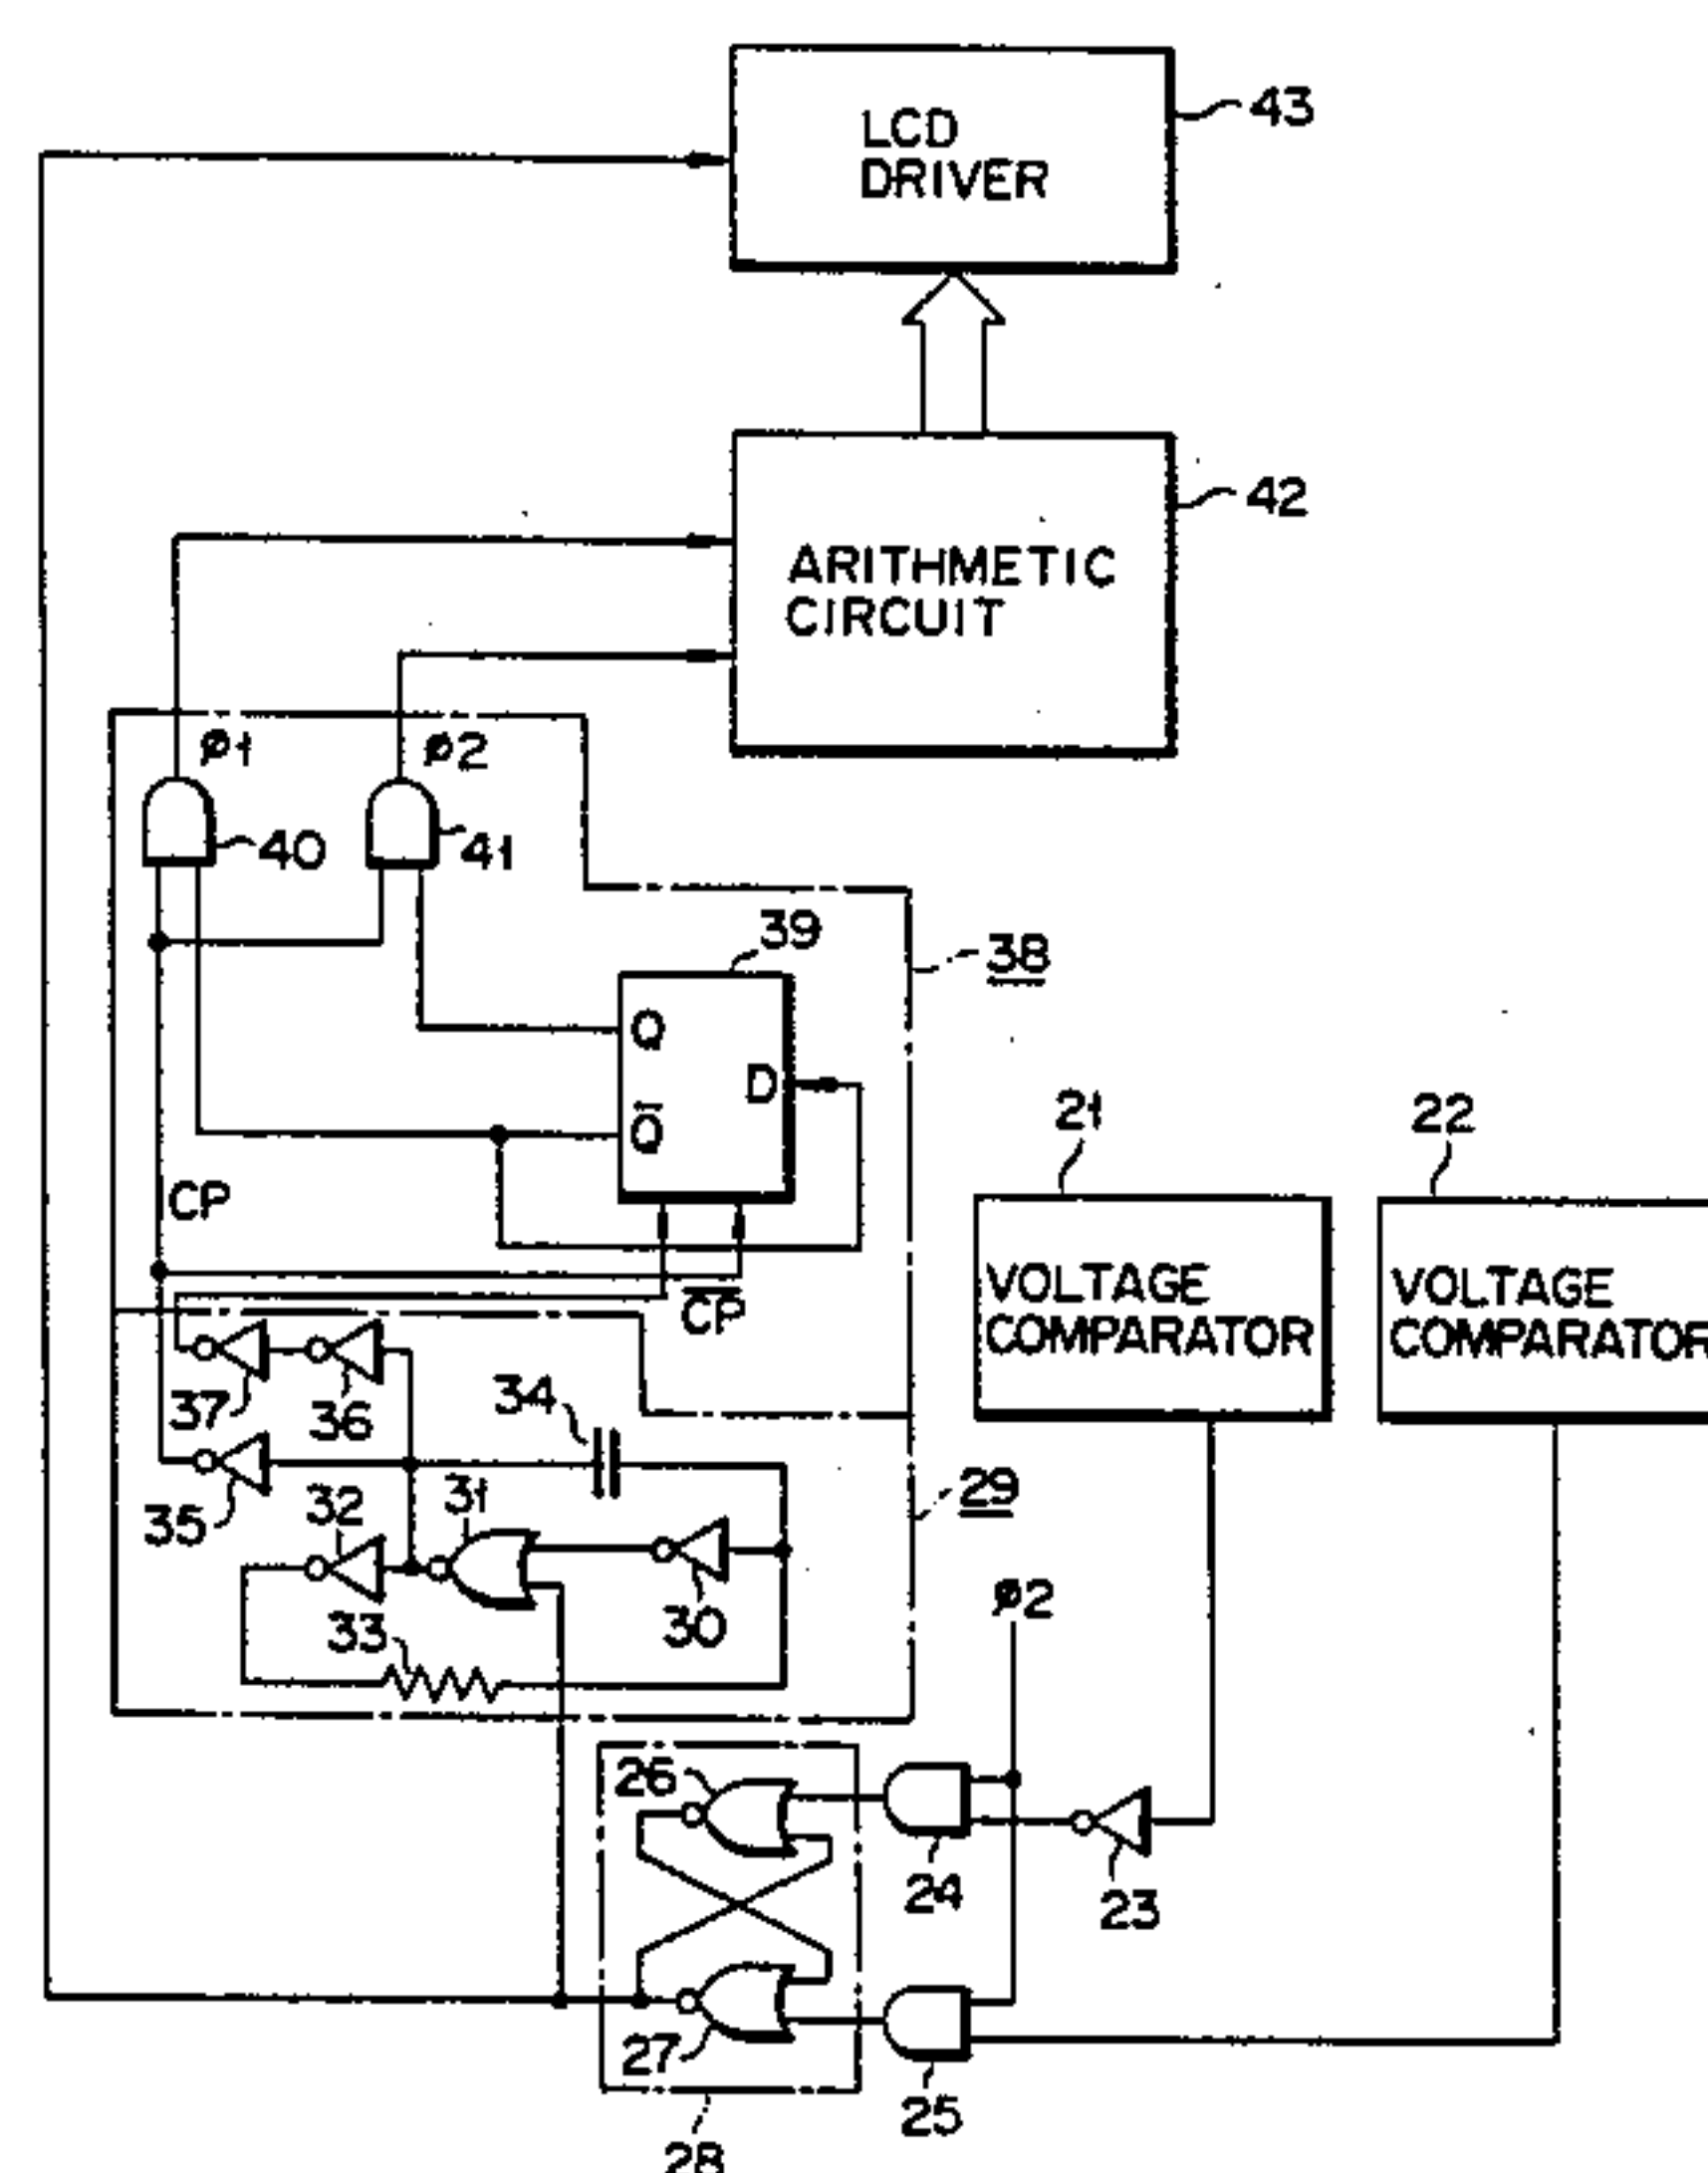 LCD
DRIVER
43
42
ARITHMETIC
CIRCUIT
ø1
ø2
40
41
39
38
Q
D
Q̅
21
22
CP
C̅P̅
VOLTAGE
COMPARATOR
VOLTAGE
COMPARATOR
37
36
34
35
32
31
29
33
30
ø2
26
24
23
27
25
28